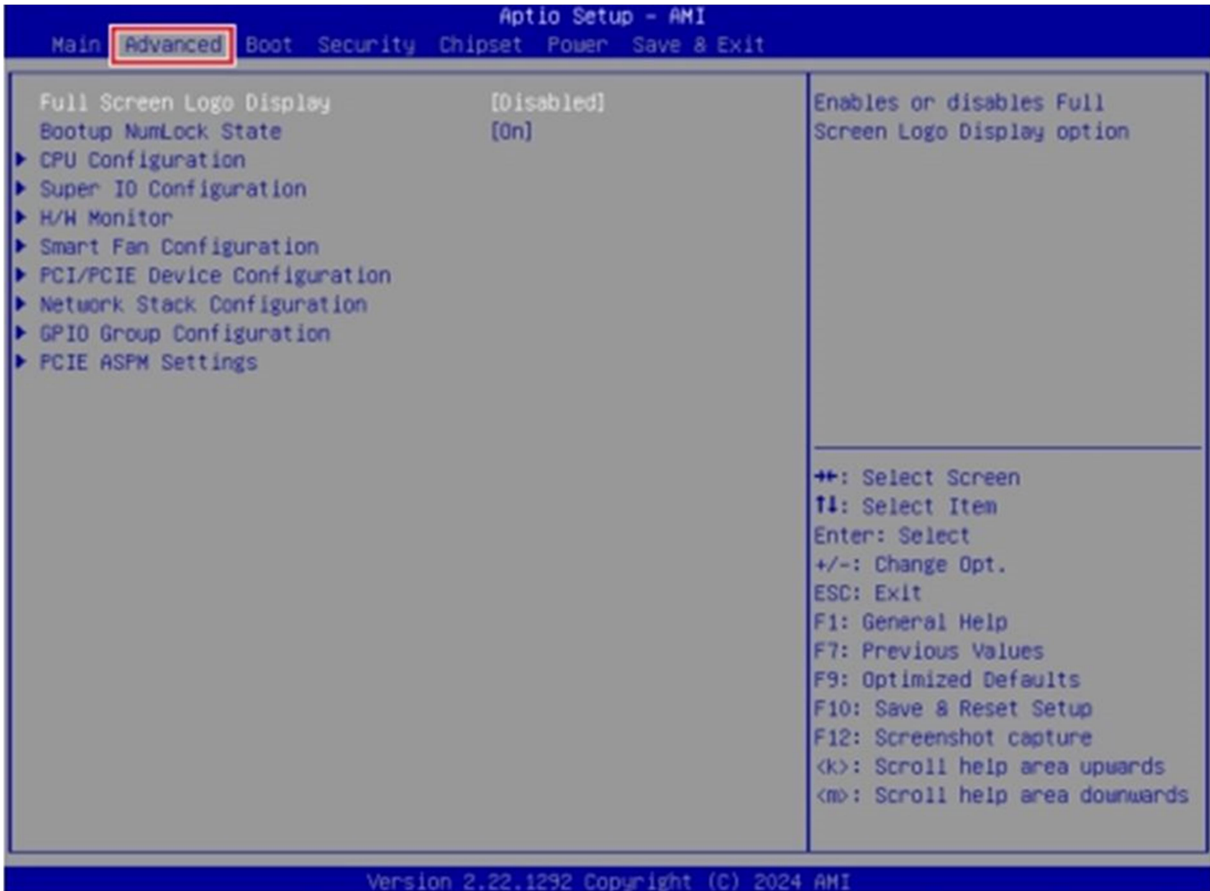 Aptio Setup - AMI
Main Advanced Boot Security Chipset Power Save & Exit
Full Screen Logo Display [Disabled]
Bootup NumLock State [On]
CPU Configuration
Super IO Configuration
H/W Monitor
Smart Fan Configuration
PCI/PCIE Device Configuration
Network Stack Configuration
GPIO Group Configuration
PCIE ASPM Settings
Enables or disables Full
Screen Logo Display option
→←: Select Screen
↑↓: Select Item
Enter: Select
+/-: Change Opt.
ESC: Exit
F1: General Help
F7: Previous Values
F9: Optimized Defaults
F10: Save & Reset Setup
F12: Screenshot capture
<k>: Scroll help area upwards
<m>: Scroll help area downwards
Version 2.22.1292 Copyright (C) 2024 AMI